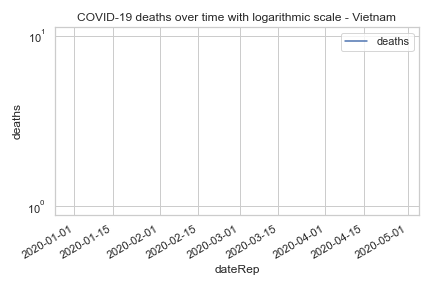 COVID-19 deaths over time with logarithmic scale - Vietnam
deaths
10¹
10⁰
deaths
2020-01-01
2020-01-15
2020-02-01
2020-02-15
2020-03-01
2020-03-15
2020-04-01
2020-04-15
2020-05-01
dateRep